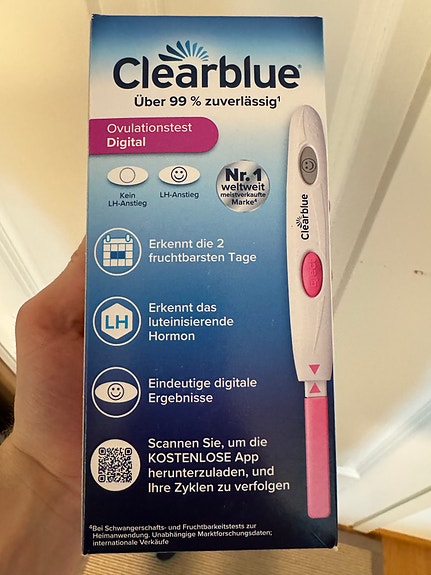 Clearblue®
Über 99 % zuverlässig¹
Ovulationstest
Digital
Kein
LH-Anstieg
LH-Anstieg
Nr. 1
weltweit
meistverkaufte
Marke⁴
Clearblue
Erkennt die 2
fruchtbarsten Tage
LH
Erkennt das
luteinisierende
Hormon
Eindeutige digitale
Ergebnisse
Scannen Sie, um die
KOSTENLOSE App
herunterzuladen, und
Ihre Zyklen zu verfolgen
⁴Bei Schwangerschafts- und Fruchtbarkeitstests zur
Heimanwendung. Unabhängige Marktforschungsdaten;
internationale Verkäufe